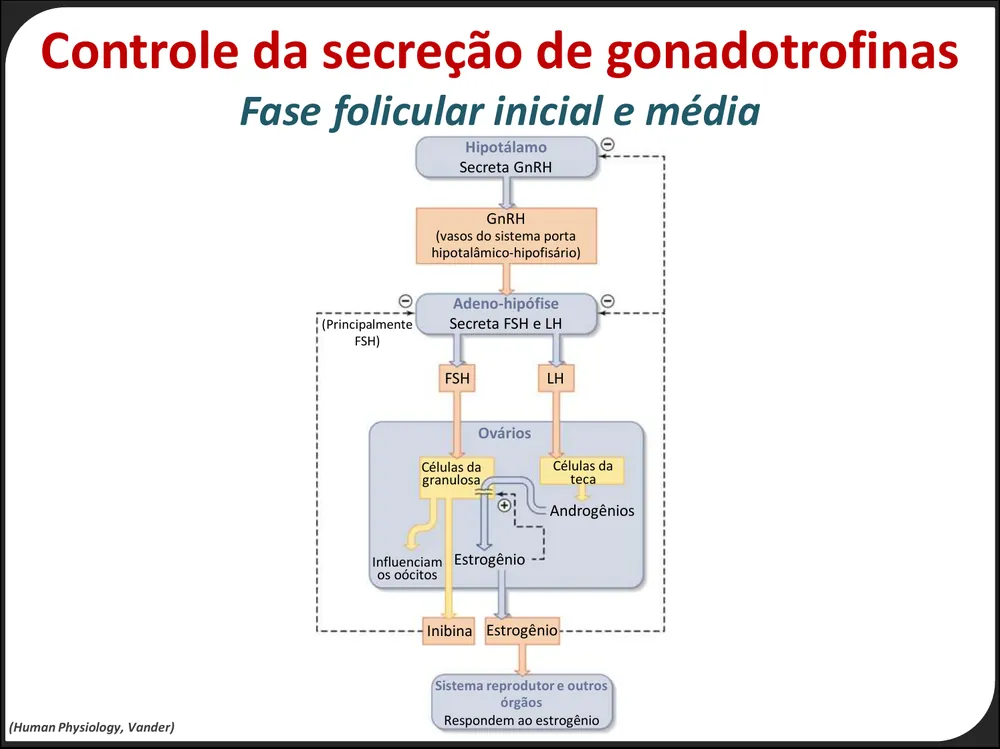 Controle da secreção de gonadotrofinas
Fase folicular inicial e média
Hipotálamo
Secreta GnRH
GnRH
(vasos do sistema porta
hipotalâmico-hipofisário)
Adeno-hipófise
Secreta FSH e LH
(Principalmente
FSH)
FSH
LH
Ovários
Células da
granulosa
Células da
teca
Androgênios
Influenciam
os oócitos
Estrogênio
Inibina
Estrogênio
Sistema reprodutor e outros
órgãos
Respondem ao estrogênio
(Human Physiology, Vander)